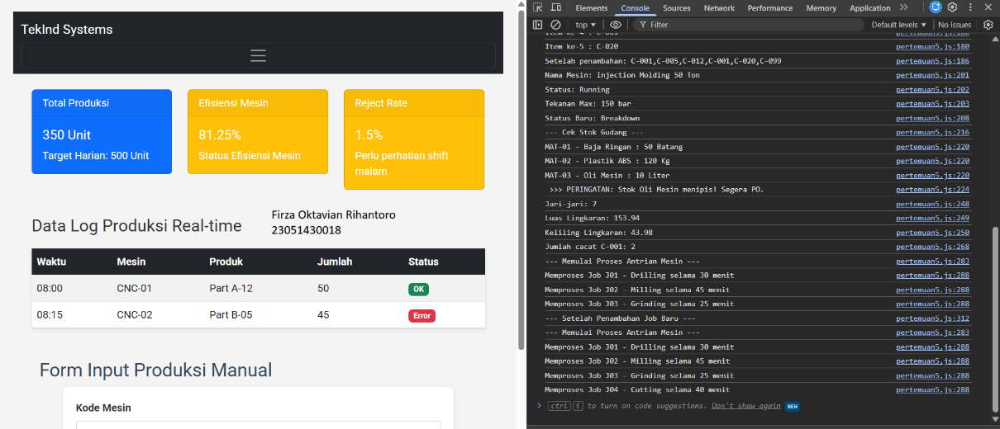 TekInd Systems
Total Produksi
350 Unit
Target Harian: 500 Unit
Efisiensi Mesin
81.25%
Status Efisiensi Mesin
Reject Rate
1.5%
Perlu perhatian shift
malam
Data Log Produksi Real-time
Firza Oktavian Rihantoro
23051430018
Waktu Mesin Produk Jumlah Status
08:00 CNC-01 Part A-12 50 OK
08:15 CNC-02 Part B-05 45 Error
Form Input Produksi Manual
Kode Mesin
Elements Console Sources Network Performance Memory Application
top Filter Default levels No Issues
Item ke-5 : C-020 pertemuan5.js:180
Setelah penambahan: C-001,C-005,C-012,C-001,C-020,C-099 pertemuan5.js:186
Nama Mesin: Injection Molding 50 Ton pertemuan5.js:201
Status: Running pertemuan5.js:202
Tekanan Max: 150 bar pertemuan5.js:203
Status Baru: Breakdown pertemuan5.js:208
--- Cek Stok Gudang --- pertemuan5.js:216
MAT-01 - Baja Ringan : 50 Batang pertemuan5.js:220
MAT-02 - Plastik ABS : 120 Kg pertemuan5.js:220
MAT-03 - Oli Mesin : 10 Liter pertemuan5.js:220
>>> PERINGATAN: Stok Oli Mesin menipis! Segera PO. pertemuan5.js:224
Jari-jari: 7 pertemuan5.js:248
Luas Lingkaran: 153.94 pertemuan5.js:249
Keliling Lingkaran: 43.98 pertemuan5.js:250
Jumlah cacat C-001: 2 pertemuan5.js:268
--- Memulai Proses Antrian Mesin --- pertemuan5.js:283
Memproses Job J01 - Drilling selama 30 menit pertemuan5.js:288
Memproses Job J02 - Milling selama 45 menit pertemuan5.js:288
Memproses Job J03 - Grinding selama 25 menit pertemuan5.js:288
--- Setelah Penambahan Job Baru --- pertemuan5.js:312
--- Memulai Proses Antrian Mesin --- pertemuan5.js:283
Memproses Job J01 - Drilling selama 30 menit pertemuan5.js:288
Memproses Job J02 - Milling selama 45 menit pertemuan5.js:288
Memproses Job J03 - Grinding selama 25 menit pertemuan5.js:288
Memproses Job J04 - Cutting selama 40 menit pertemuan5.js:288
ctrl i to turn on code suggestions. Don't show again NEW